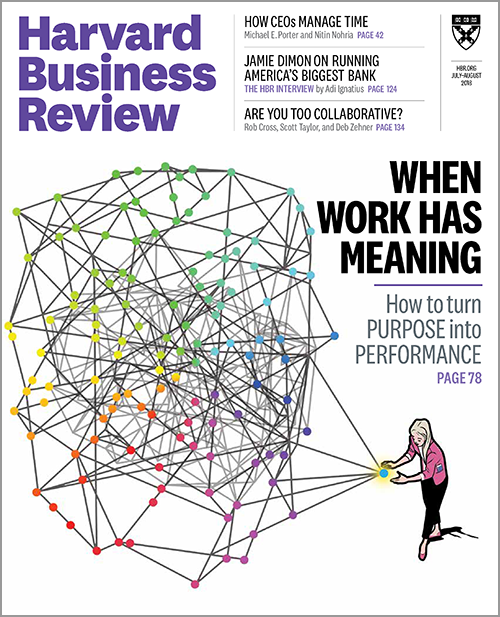 Harvard
Business
Review
HOW CEOs MANAGE TIME
Michael E. Porter and Nitin Nohria PAGE 42
JAMIE DIMON ON RUNNING
AMERICA'S BIGGEST BANK
THE HBR INTERVIEW by Adi Ignatius PAGE 124
ARE YOU TOO COLLABORATIVE?
Rob Cross, Scott Taylor, and Deb Zehner PAGE 134
HBR.ORG
JULY-AUGUST
2018
WHEN
WORK HAS
MEANING
How to turn
PURPOSE into
PERFORMANCE
PAGE 78